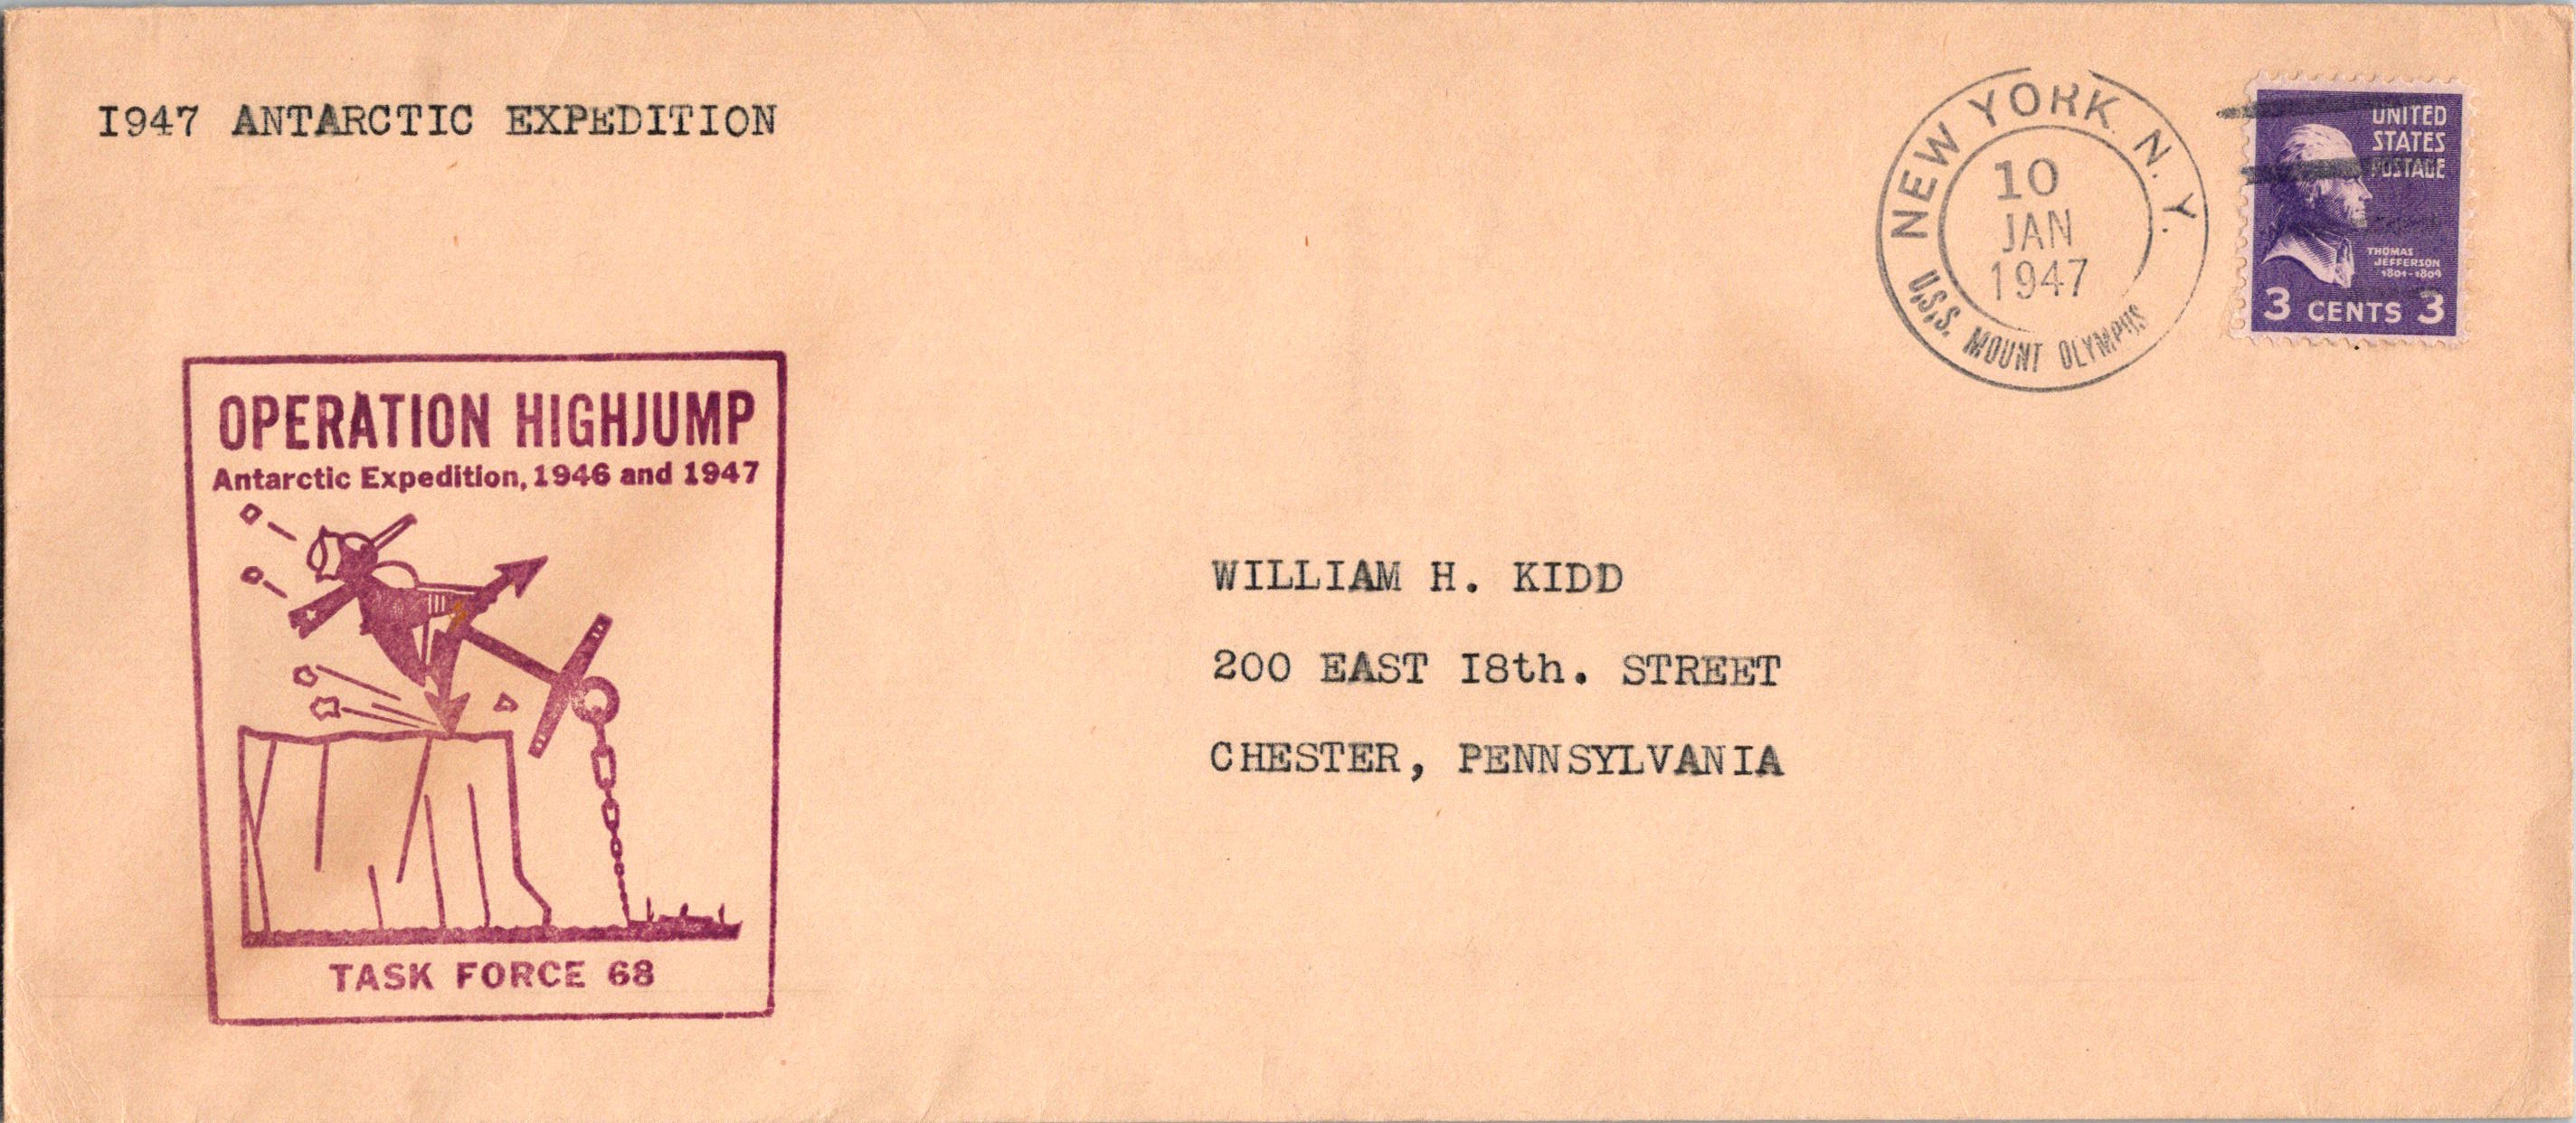 1947 ANTARCTIC EXPEDITION
NEW YORK, N. Y.
10
JAN
1947
U.S.S. MOUNT OLYMPUS
UNITED
STATES
POSTAGE
THOMAS
JEFFERSON
1801-1809
3 CENTS 3
OPERATION HIGHJUMP
Antarctic Expedition, 1946 and 1947
TASK FORCE 68
WILLIAM H. KIDD
200 EAST 18th. STREET
CHESTER, PENNSYLVANIA